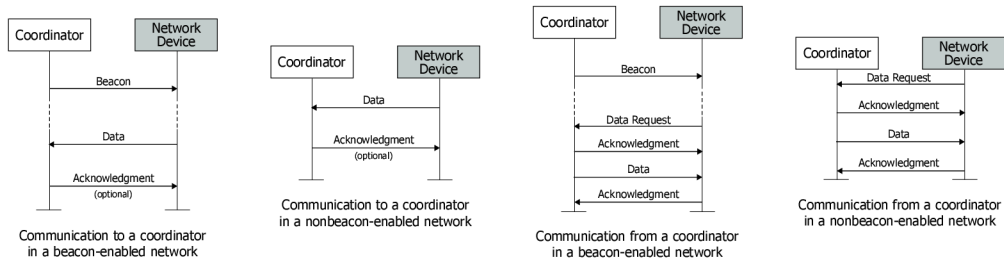 Coordinator
Network
Device
Beacon
Data
Acknowledgment
(optional)
Communication to a coordinator
in a beacon-enabled network
Coordinator
Network
Device
Data
Acknowledgment
(optional)
Communication to a coordinator
in a nonbeacon-enabled network
Coordinator
Network
Device
Beacon
Data Request
Acknowledgment
Data
Acknowledgment
Communication from a coordinator
in a beacon-enabled network
Coordinator
Network
Device
Data Request
Acknowledgment
Data
Acknowledgment
Communication from a coordinator
in a nonbeacon-enabled network